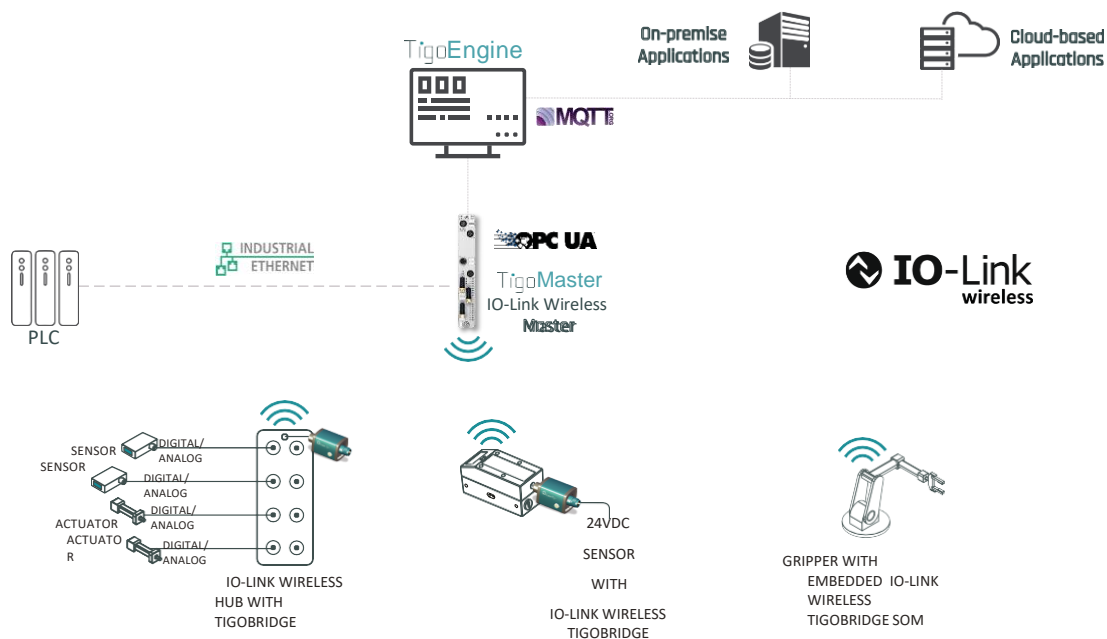 On-premise
Applications
Cloud-based
Applications
TigoEngine
MQTT.ORG
OPC UA
INDUSTRIAL
ETHERNET
TigoMaster
IO-Link Wireless
Master
IO-Link
wireless
PLC
SENSOR
DIGITAL/
ANALOG
SENSOR
DIGITAL/
ANALOG
ACTUATOR
DIGITAL/
ANALOG
ACTUATO
R
DIGITAL/
ANALOG
IO-LINK WIRELESS
HUB WITH
TIGOBRIDGE
24VDC
SENSOR
WITH
IO-LINK WIRELESS
TIGOBRIDGE
GRIPPER WITH
EMBEDDED IO-LINK
WIRELESS
TIGOBRIDGE SOM